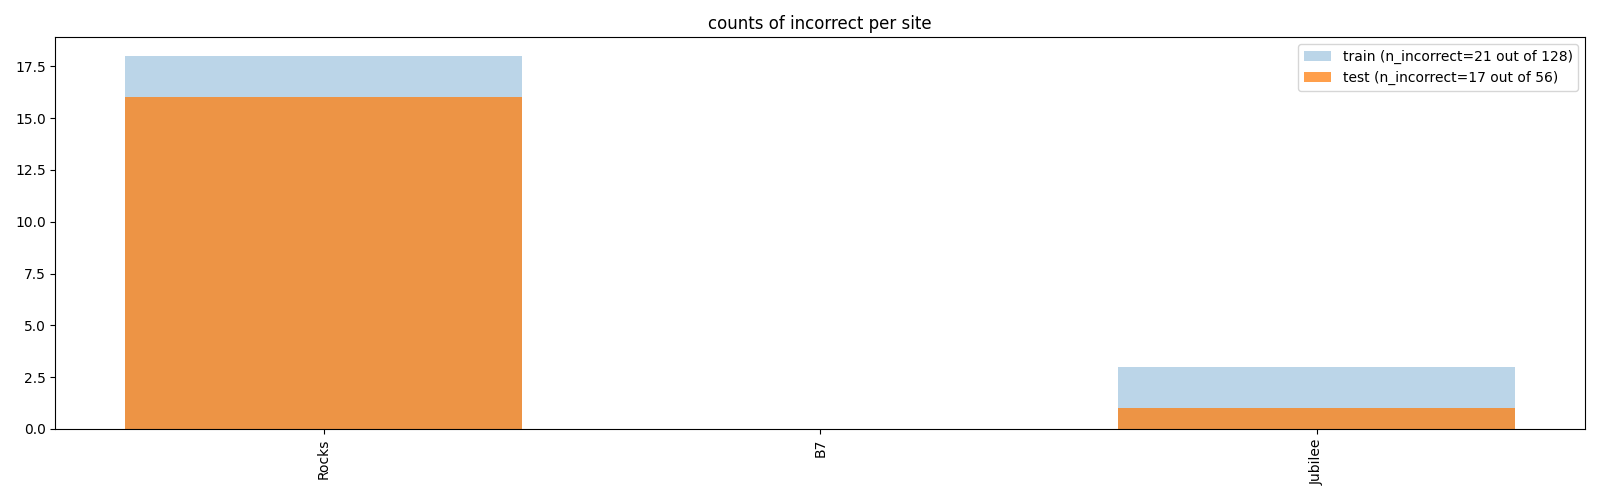 counts of incorrect per site
train (n_incorrect=21 out of 128)
test (n_incorrect=17 out of 56)
17.5
15.0
12.5
10.0
7.5
5.0
2.5
0.0
Rocks
B7
Jubilee